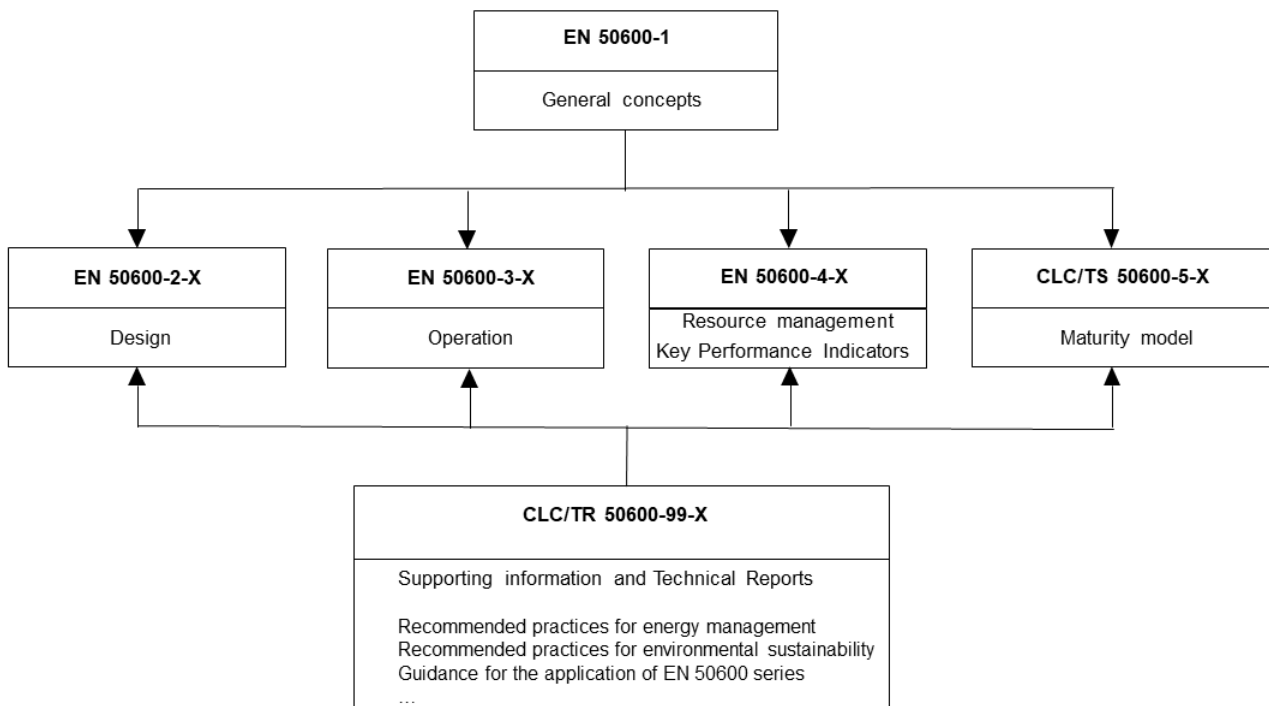 EN 50600-1
General concepts
EN 50600-2-X
Design
EN 50600-3-X
Operation
EN 50600-4-X
Resource management
Key Performance Indicators
CLC/TS 50600-5-X
Maturity model
CLC/TR 50600-99-X
Supporting information and Technical Reports
Recommended practices for energy management
Recommended practices for environmental sustainability
Guidance for the application of EN 50600 series
...